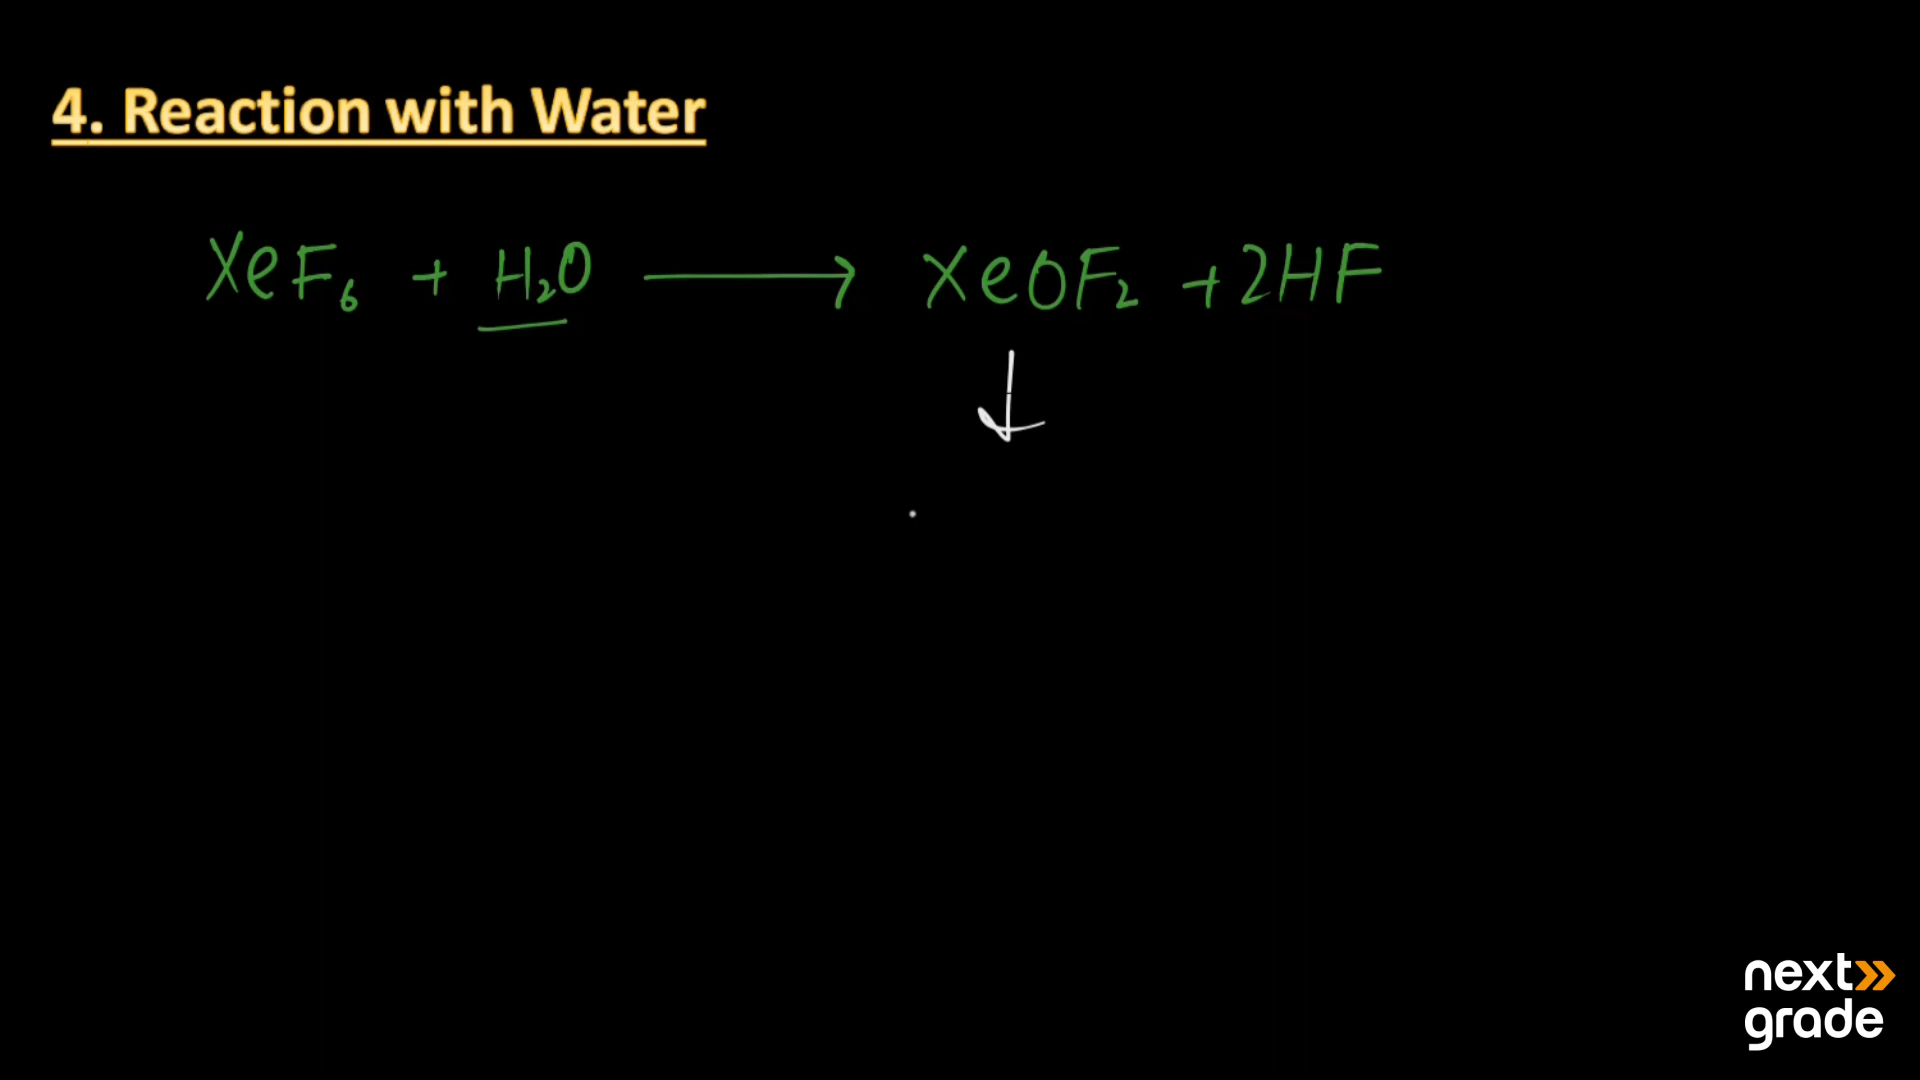 4. Reaction with Water
XeF₆ + H₂O ⟶ XeOF₂ + 2HF
next
grade